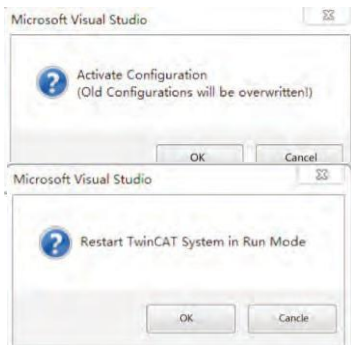 Microsoft Visual Studio
Activate Configuration
(Old Configurations will be overwritten!)
OK Cancel
Microsoft Visual Studio
Restart TwinCAT System in Run Mode
OK Cancle